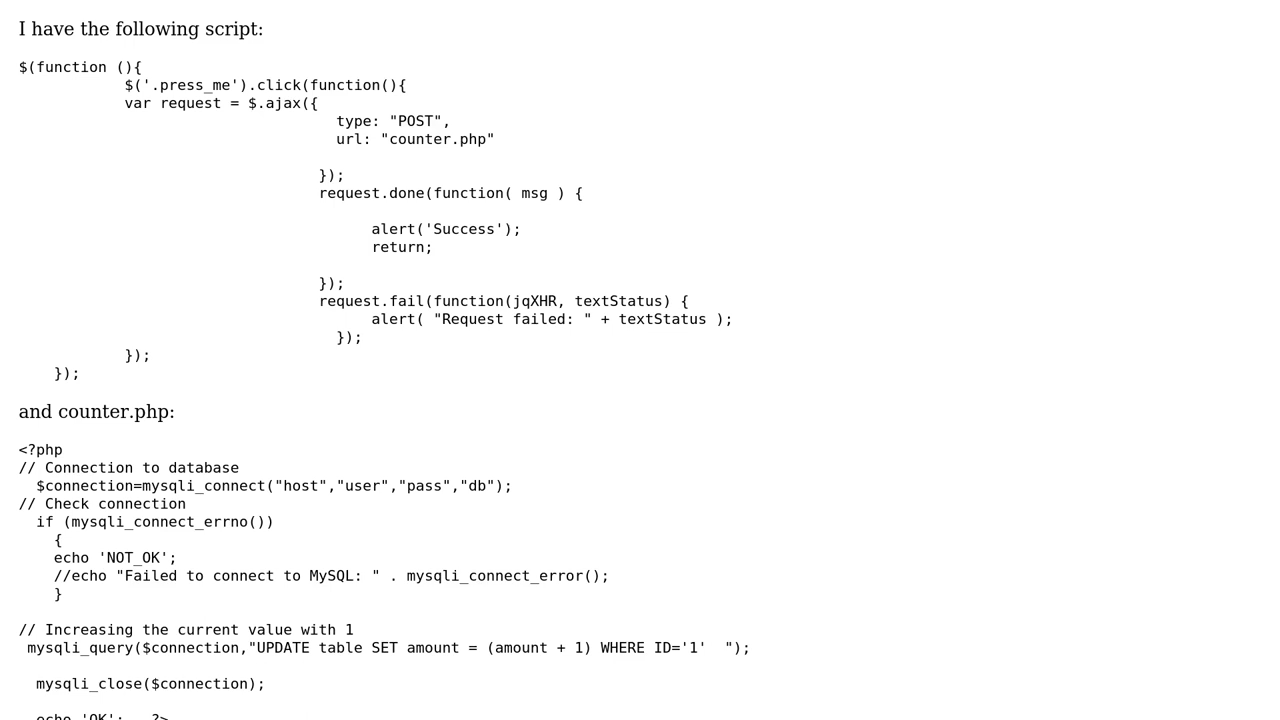 I have the following script:
$(function (){
            $('.press_me').click(function(){
            var request = $.ajax({
                                    type: "POST",
                                    url: "counter.php"

                                  });
                                  request.done(function( msg ) {

                                        alert('Success');
                                        return;

                                  });
                                  request.fail(function(jqXHR, textStatus) {
                                        alert( "Request failed: " + textStatus );
                                    });
            });
    });
and counter.php:
<?php
// Connection to database
  $connection=mysqli_connect("host","user","pass","db");
// Check connection
  if (mysqli_connect_errno())
    {
    echo 'NOT_OK';
    //echo "Failed to connect to MySQL: " . mysqli_connect_error();
    }

// Increasing the current value with 1
 mysqli_query($connection,"UPDATE table SET amount = (amount + 1) WHERE ID='1'  ");

  mysqli_close($connection);

  echo 'OK';   ?>